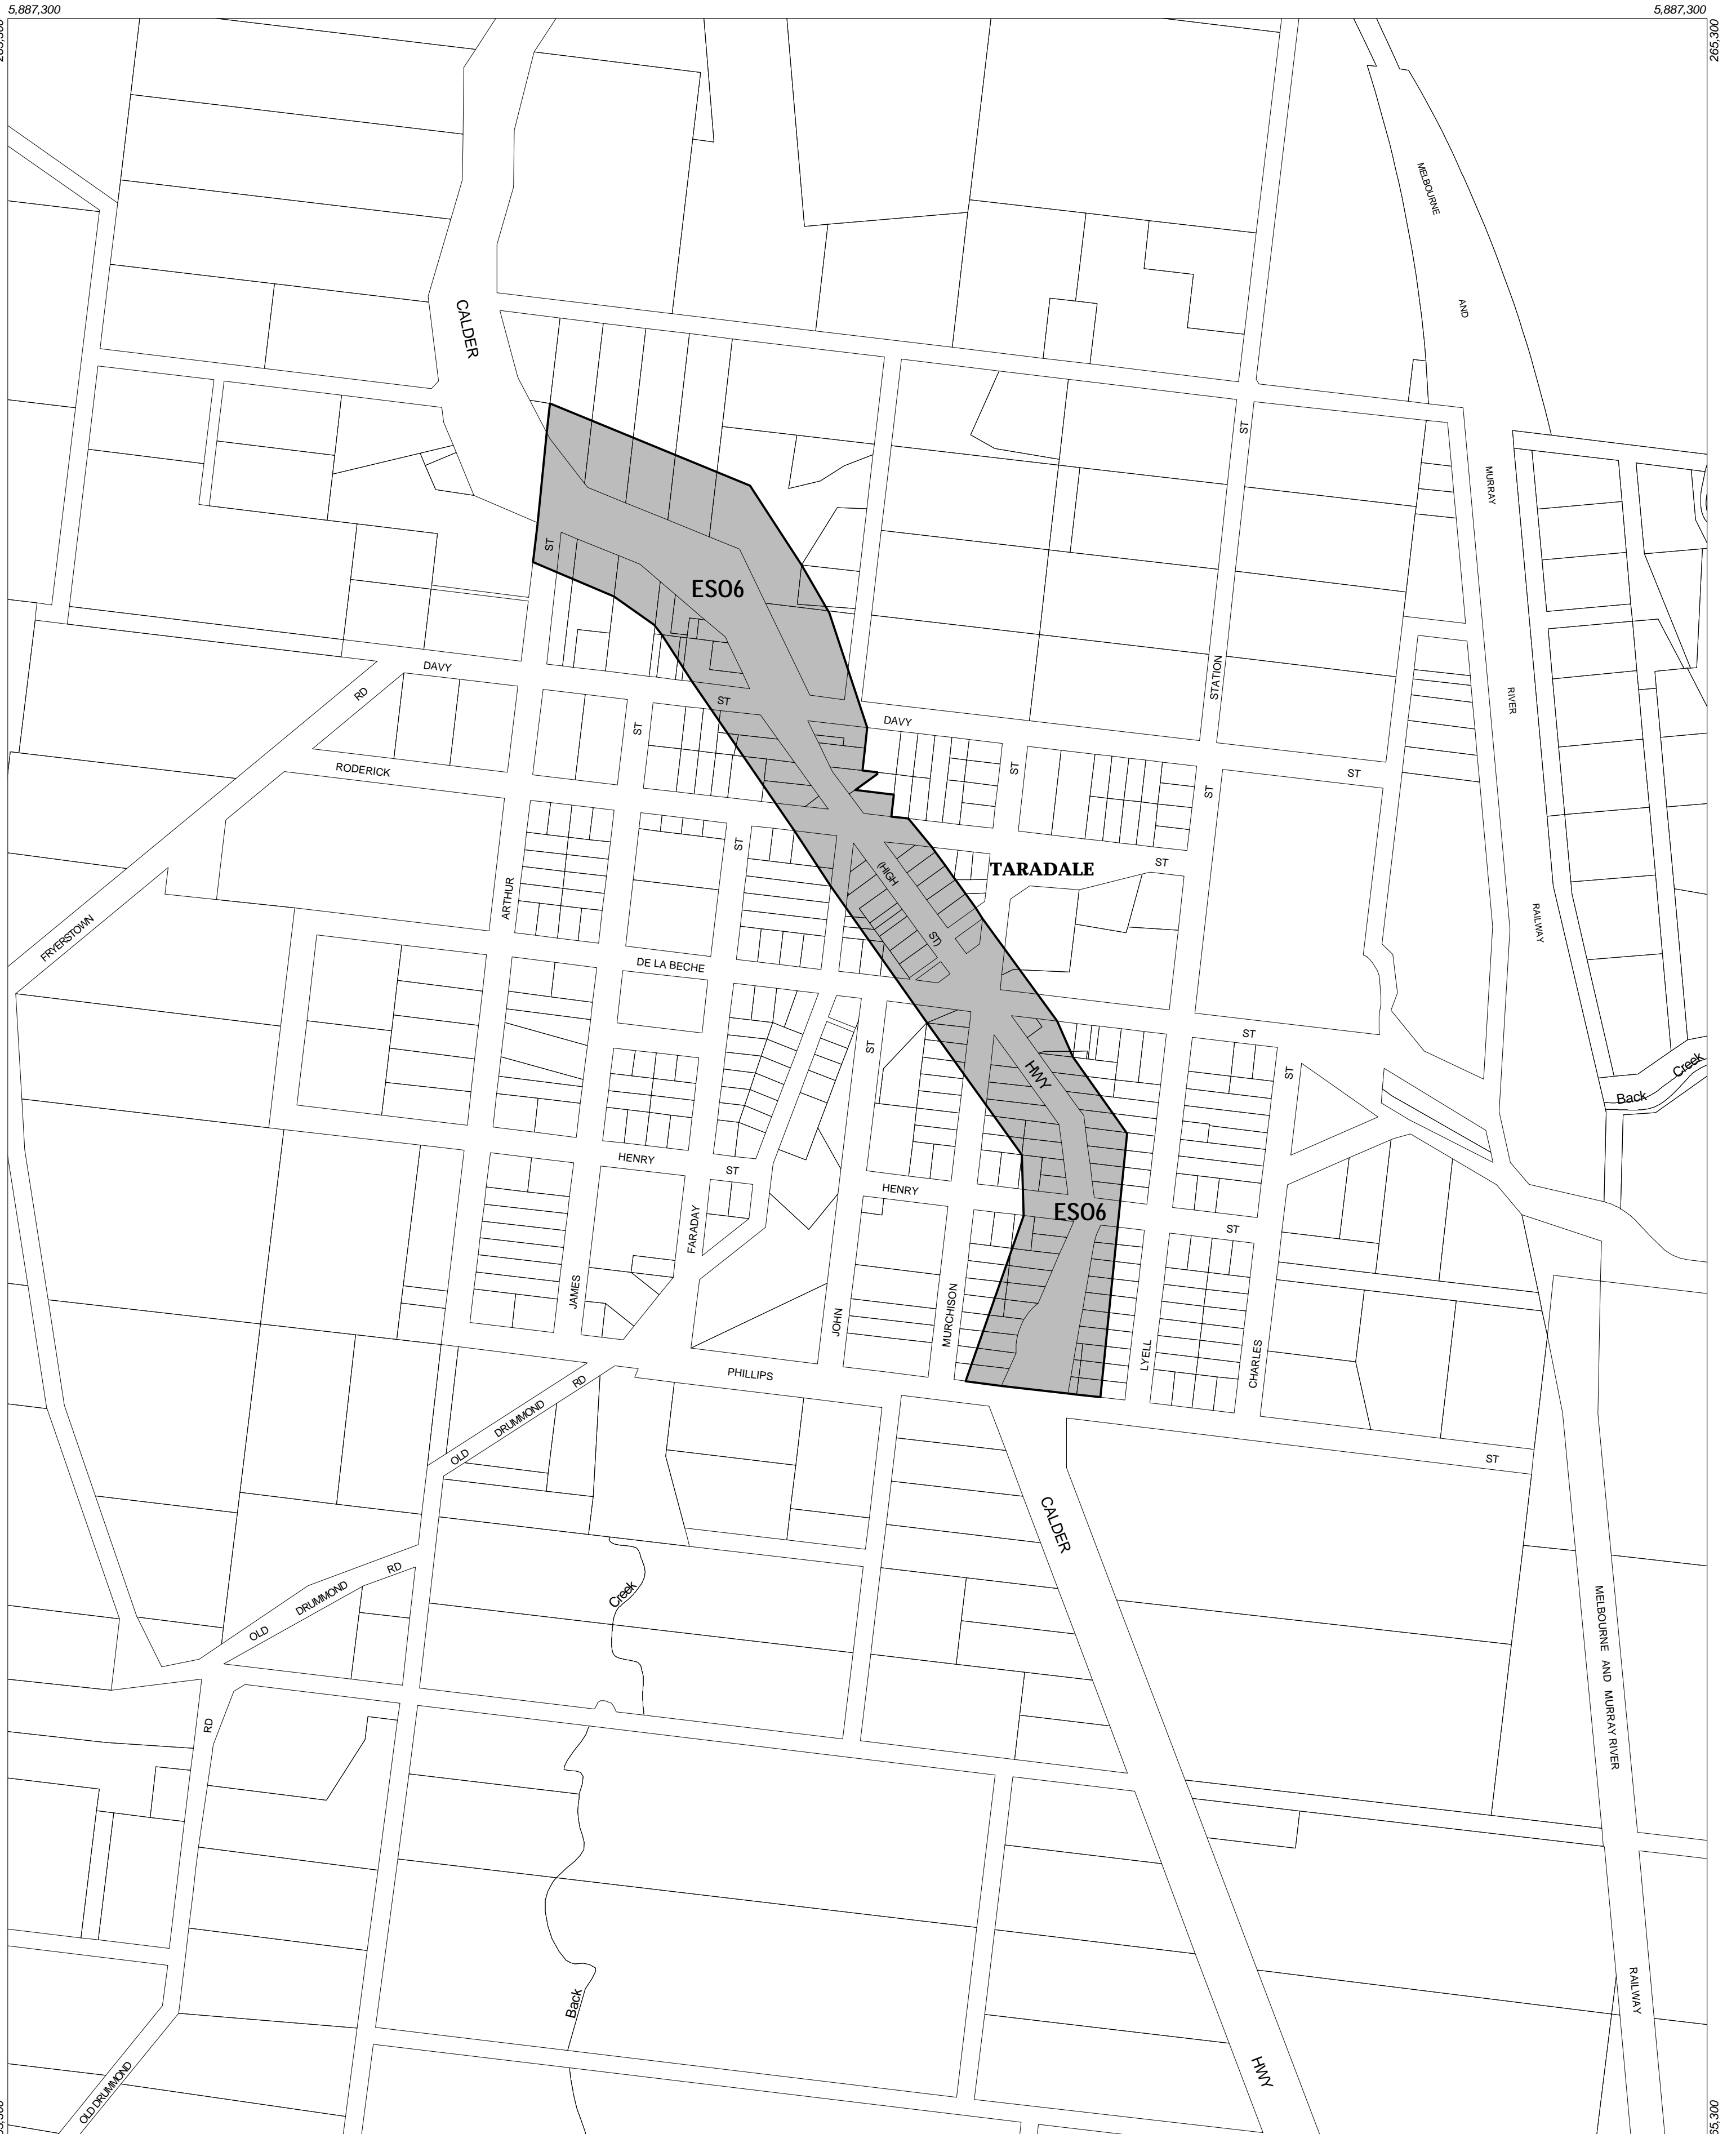 5,887,300
5,887,300
265,300
MELBOURNE
AND
CALDER
ST
MURRAY
ST
ESO6
DAVY
RD
STATION
RIVER
ST
DAVY
ST
RODERICK
ST
ST
ST
ST
ST
TARADALE
(HIGH
ARTHUR
RAILWAY
FRYERSTOWN
ST)
DE LA BECHE
ST
ST
HWY
ST
Creek
Back
HENRY
ST
HENRY
ESO6
FARADAY
ST
JAMES
JOHN
MURCHISON
LYELL
CHARLES
PHILLIPS
RD
DRUMMOND
OLD
ST
CALDER
RD
DRUMMOND
OLD
Creek
MELBOURNE AND MURRAY RIVER
RD
RAILWAY
Back
HWY
OLD DRUMMOND